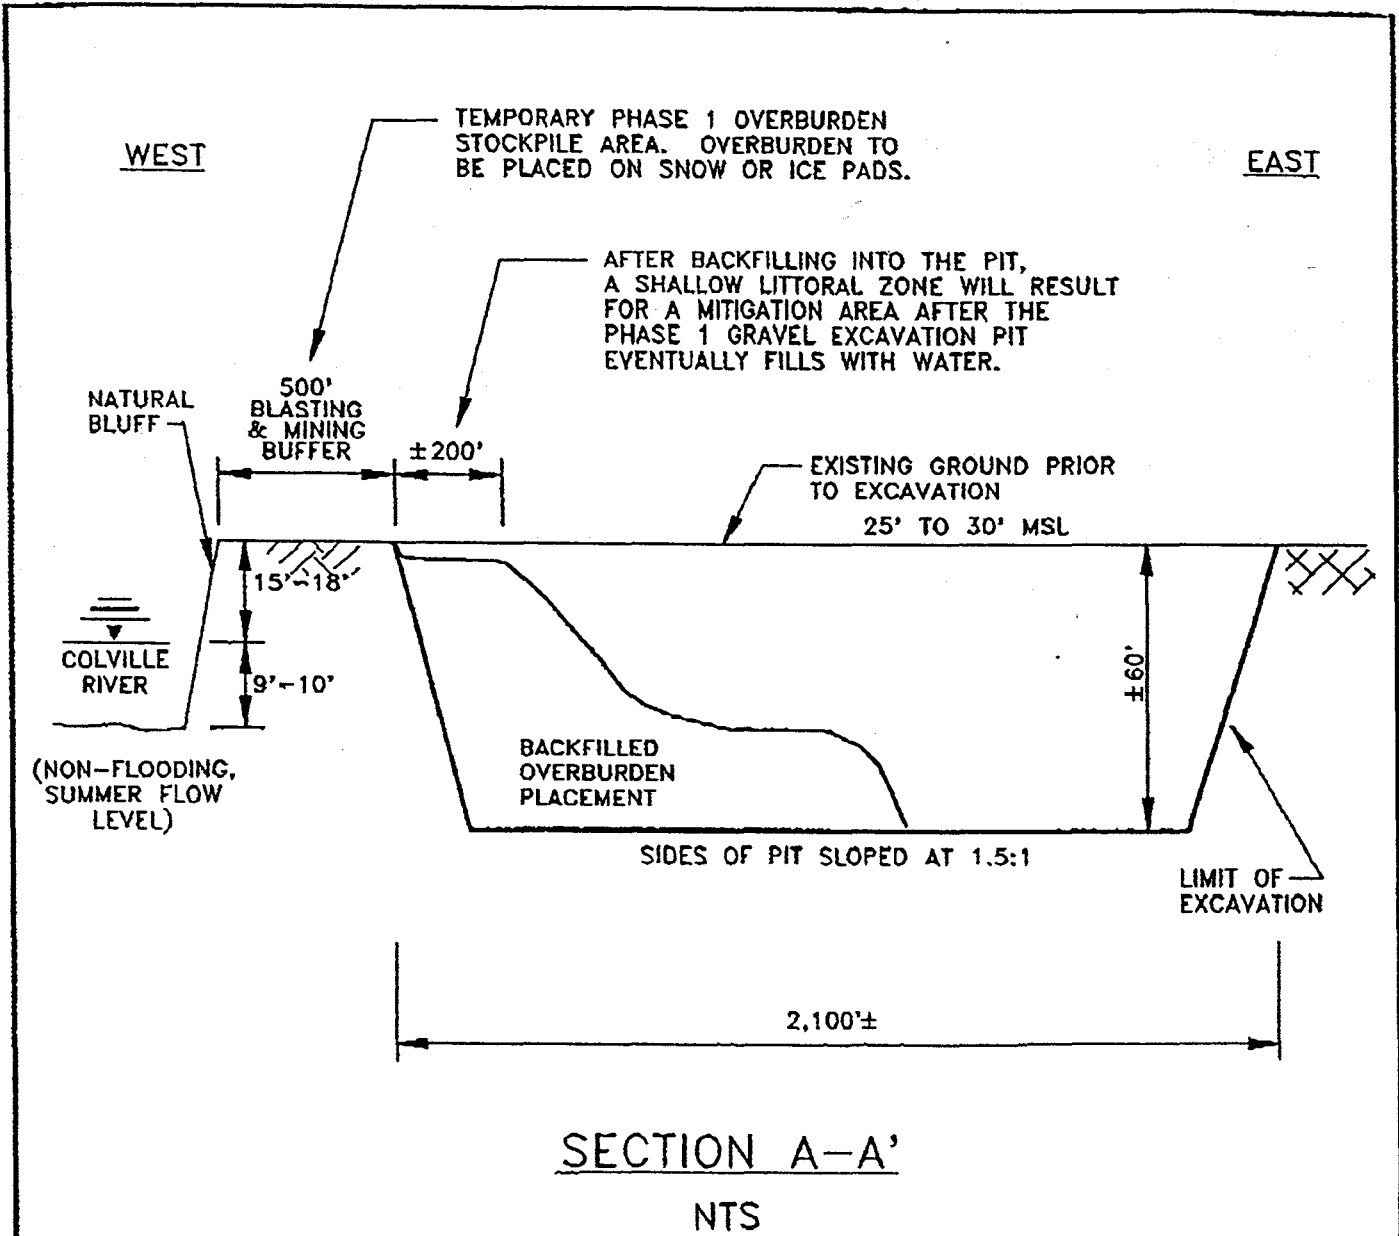 WEST
TEMPORARY PHASE 1 OVERBURDEN
STOCKPILE AREA. OVERBURDEN TO
BE PLACED ON SNOW OR ICE PADS.
EAST
AFTER BACKFILLING INTO THE PIT,
A SHALLOW LITTORAL ZONE WILL RESULT
FOR A MITIGATION AREA AFTER THE
PHASE 1 GRAVEL EXCAVATION PIT
EVENTUALLY FILLS WITH WATER.
NATURAL
BLUFF
500'
BLASTING
& MINING
BUFFER
±200'
EXISTING GROUND PRIOR
TO EXCAVATION
25' TO 30' MSL
15'-18'
COLVILLE
RIVER
9'-10'
±60'
(NON-FLOODING,
SUMMER FLOW
LEVEL)
BACKFILLED
OVERBURDEN
PLACEMENT
SIDES OF PIT SLOPED AT 1.5:1
LIMIT OF
EXCAVATION
2,100'±
SECTION A-A'
NTS